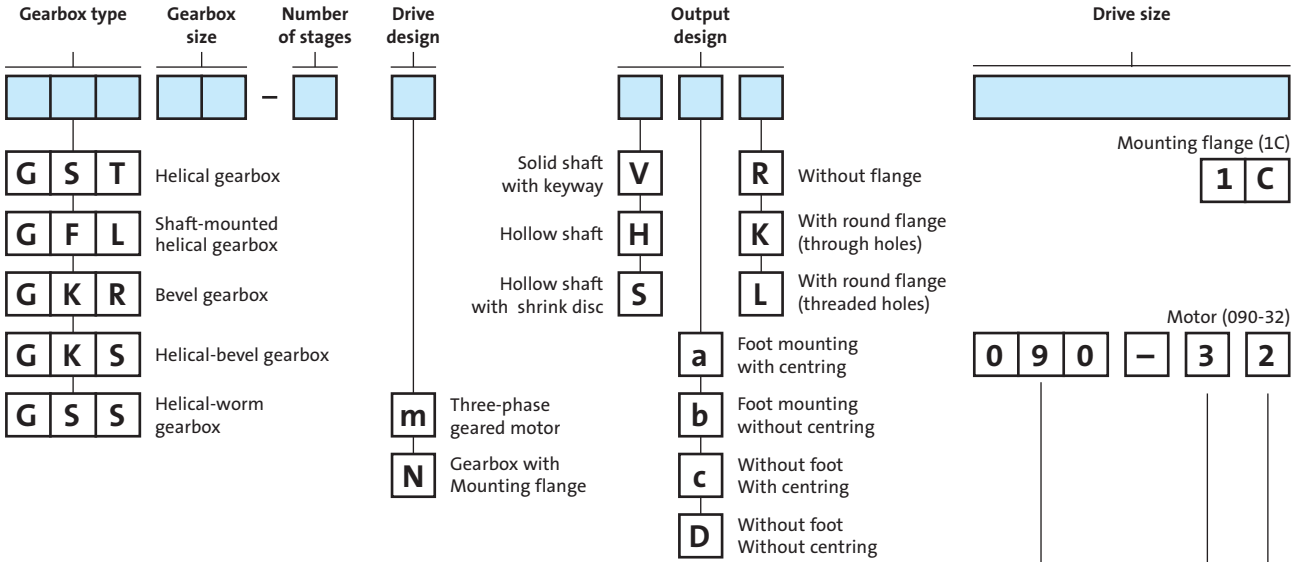 Gearbox type
Gearbox
size
Number
of stages
Drive
design
Output
design
Drive size
–
G S T Helical gearbox
G F L Shaft-mounted
helical gearbox
G K R Bevel gearbox
G K S Helical-bevel gearbox
G S S Helical-worm
gearbox
m Three-phase
geared motor
N Gearbox with
Mounting flange
Solid shaft
with keyway V
Hollow shaft H
Hollow shaft
with shrink disc S
R Without flange
K With round flange
(through holes)
L With round flange
(threaded holes)
a Foot mounting
with centring
b Foot mounting
without centring
c Without foot
With centring
D Without foot
Without centring
Mounting flange (1C)
1 C
Motor (090-32)
0 9 0 – 3 2